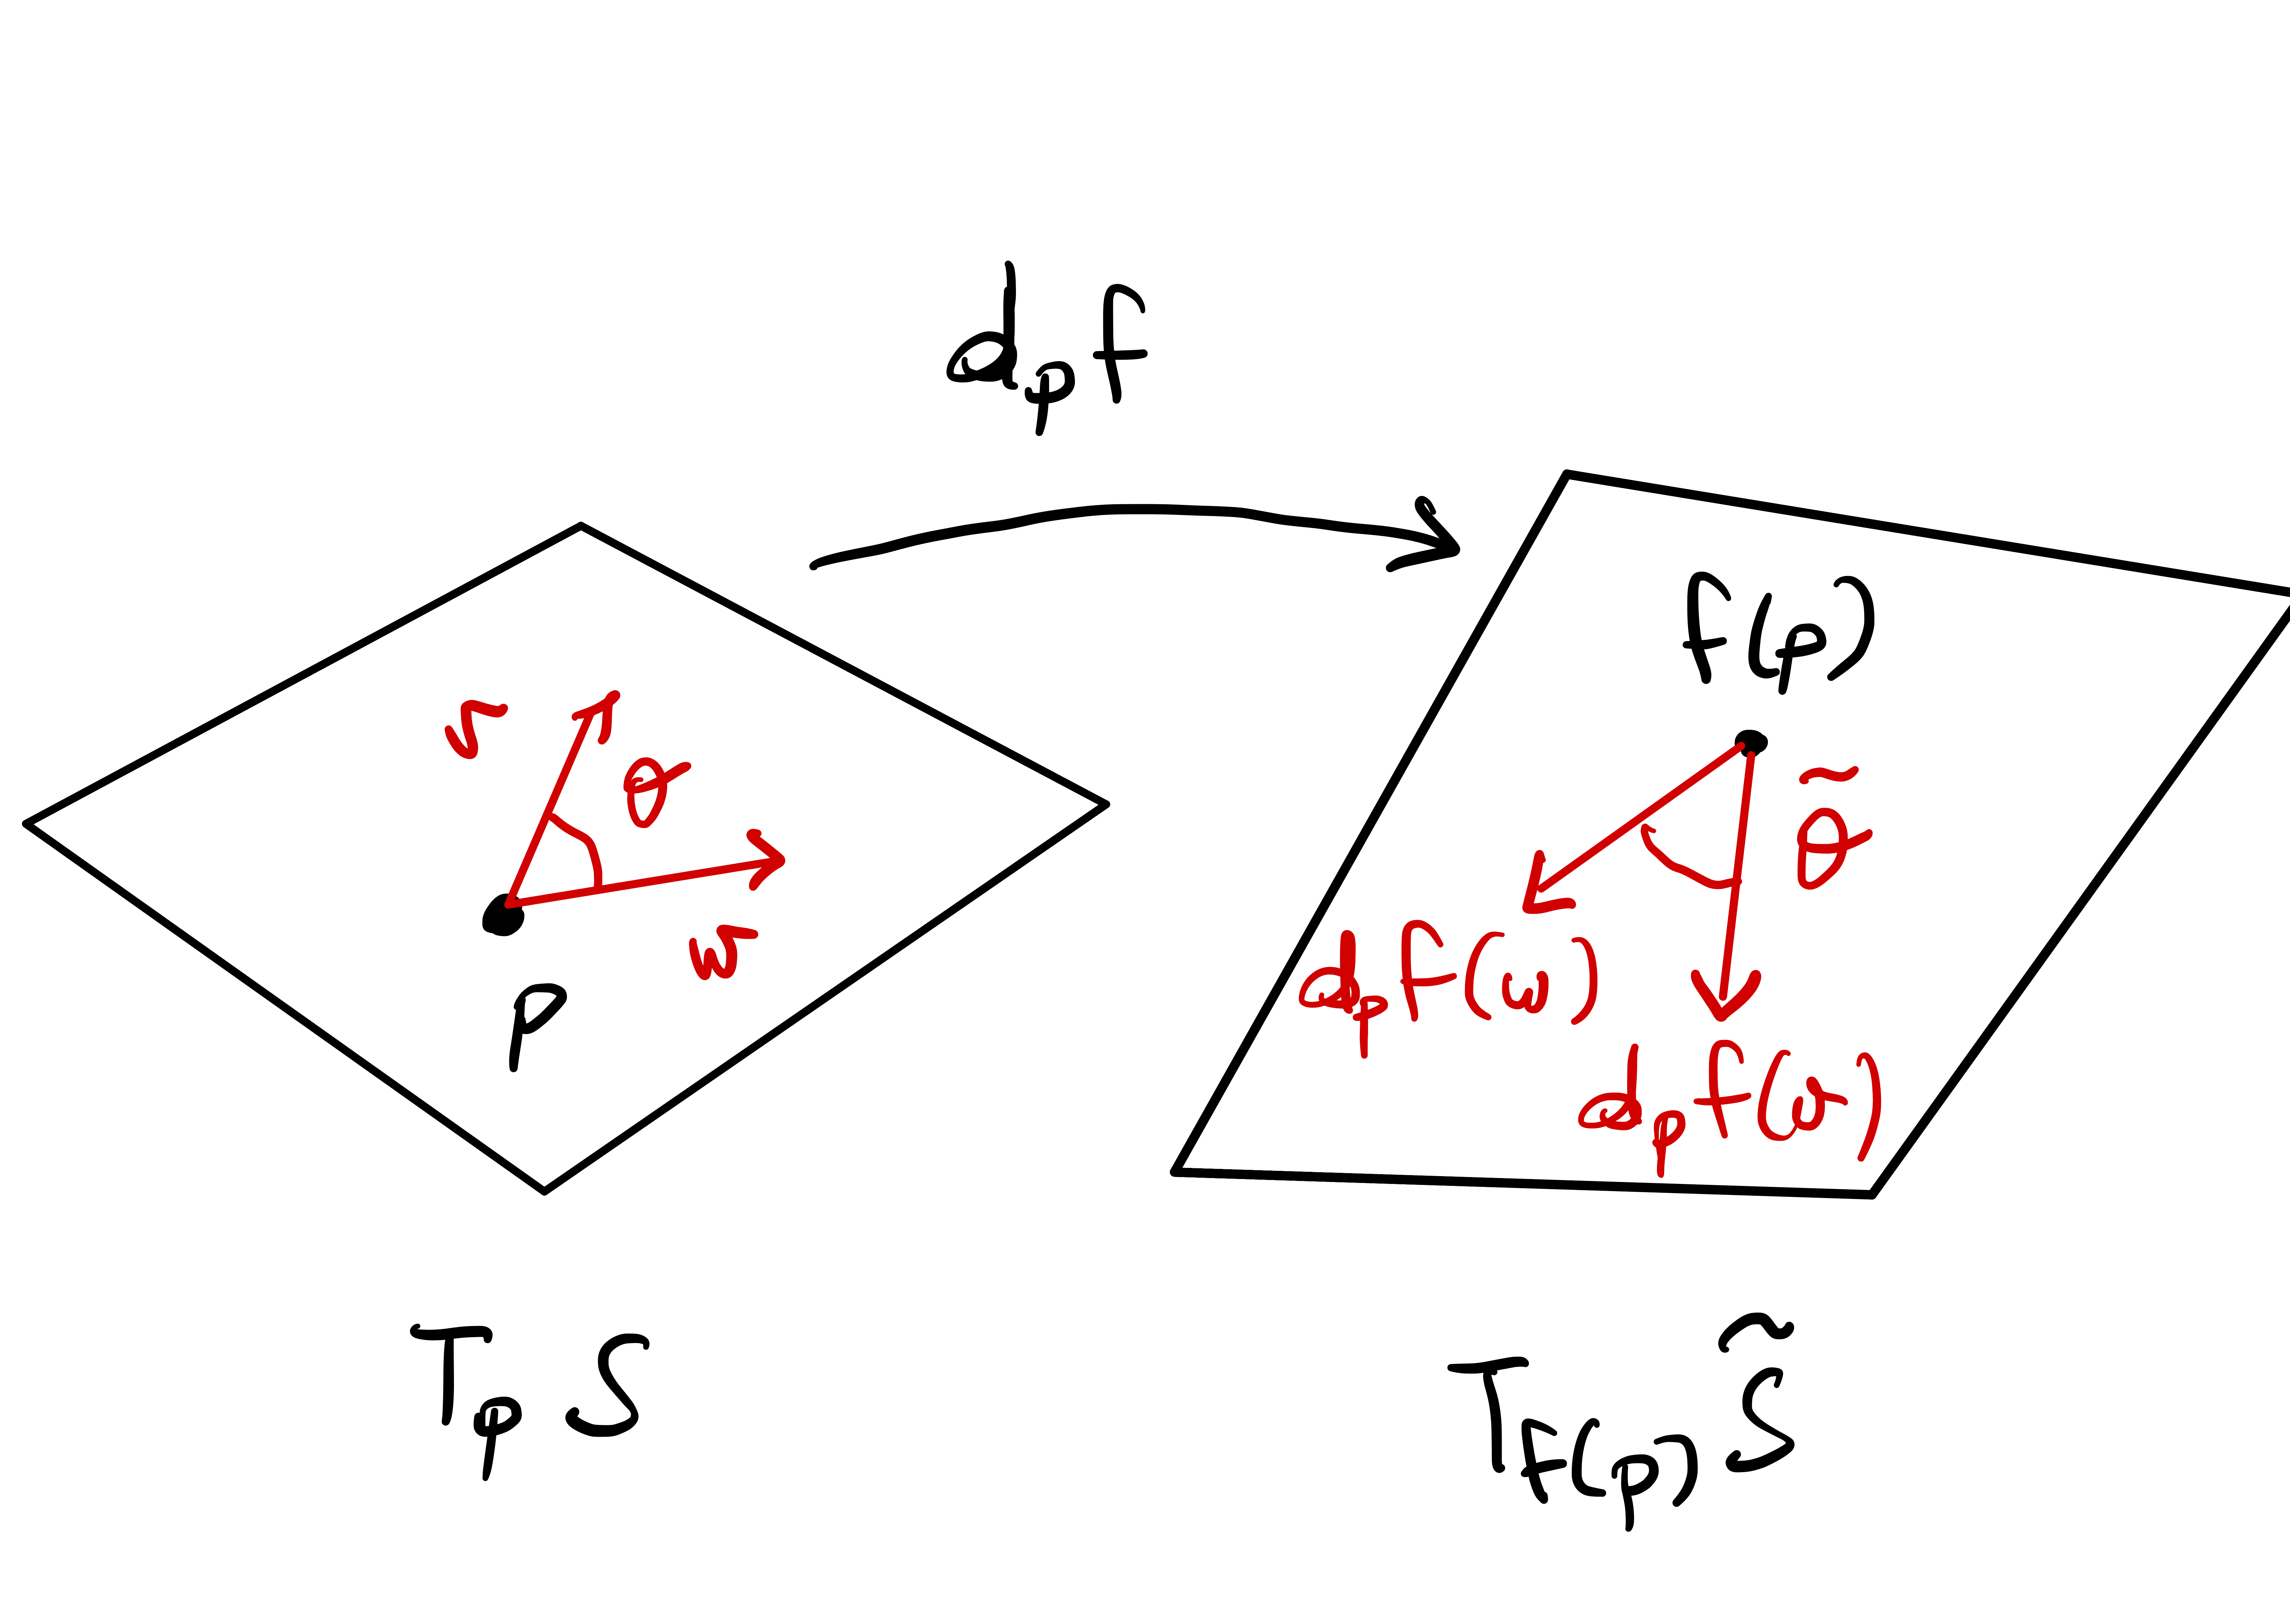 d_p f
f(p)
v
θ
θ̃
w
d_p f(w)
p
d_p f(v)
T_p S
T_f(p) S̃